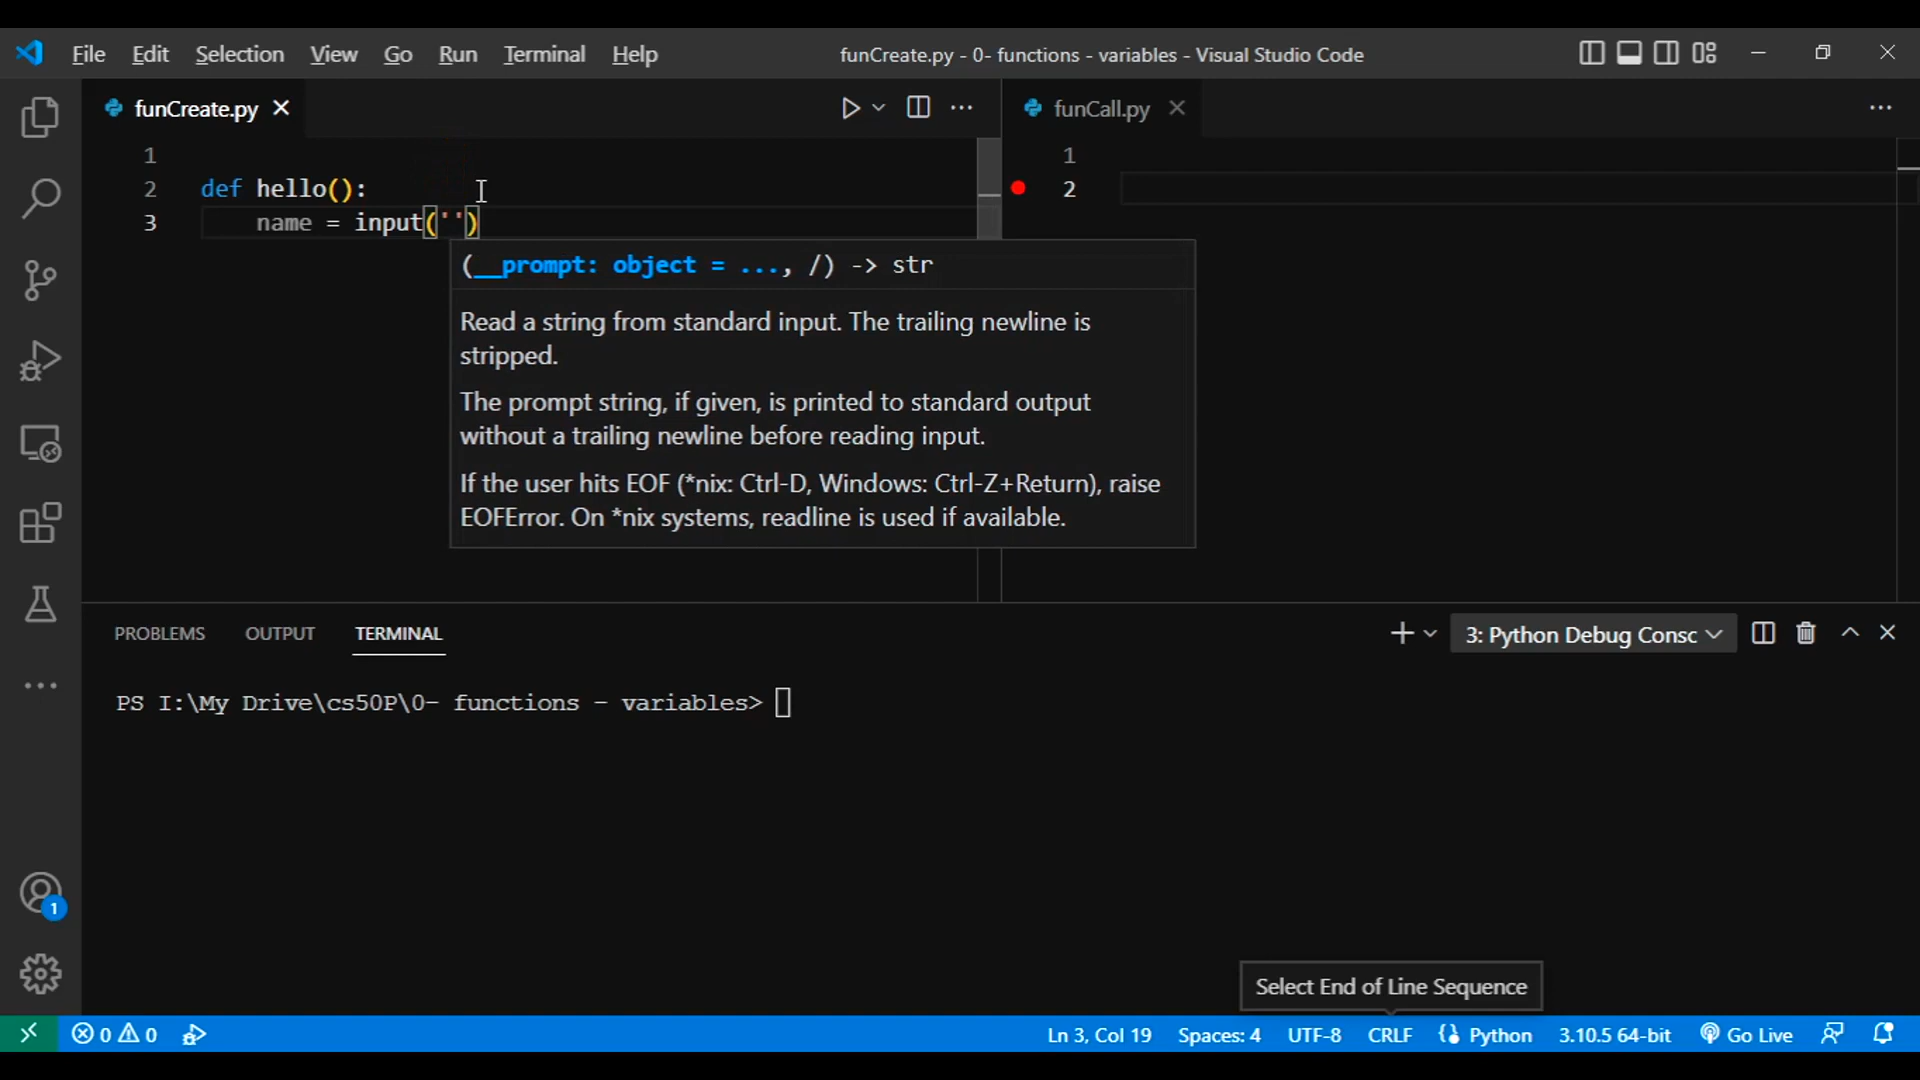 File Edit Selection View Go Run Terminal Help funCreate.py - 0- functions - variables - Visual Studio Code
funCreate.py
funCall.py
1
2 def hello():
3 name = input('')
1
2
(__prompt: object = ..., /) -> str
Read a string from standard input. The trailing newline is
stripped.
The prompt string, if given, is printed to standard output
without a trailing newline before reading input.
If the user hits EOF (*nix: Ctrl-D, Windows: Ctrl-Z+Return), raise
EOFError. On *nix systems, readline is used if available.
PROBLEMS OUTPUT TERMINAL 3: Python Debug Consc
PS I:\My Drive\cs50P\0- functions - variables>
1
Select End of Line Sequence
0 0 Ln 3, Col 19 Spaces: 4 UTF-8 CRLF Python 3.10.5 64-bit Go Live